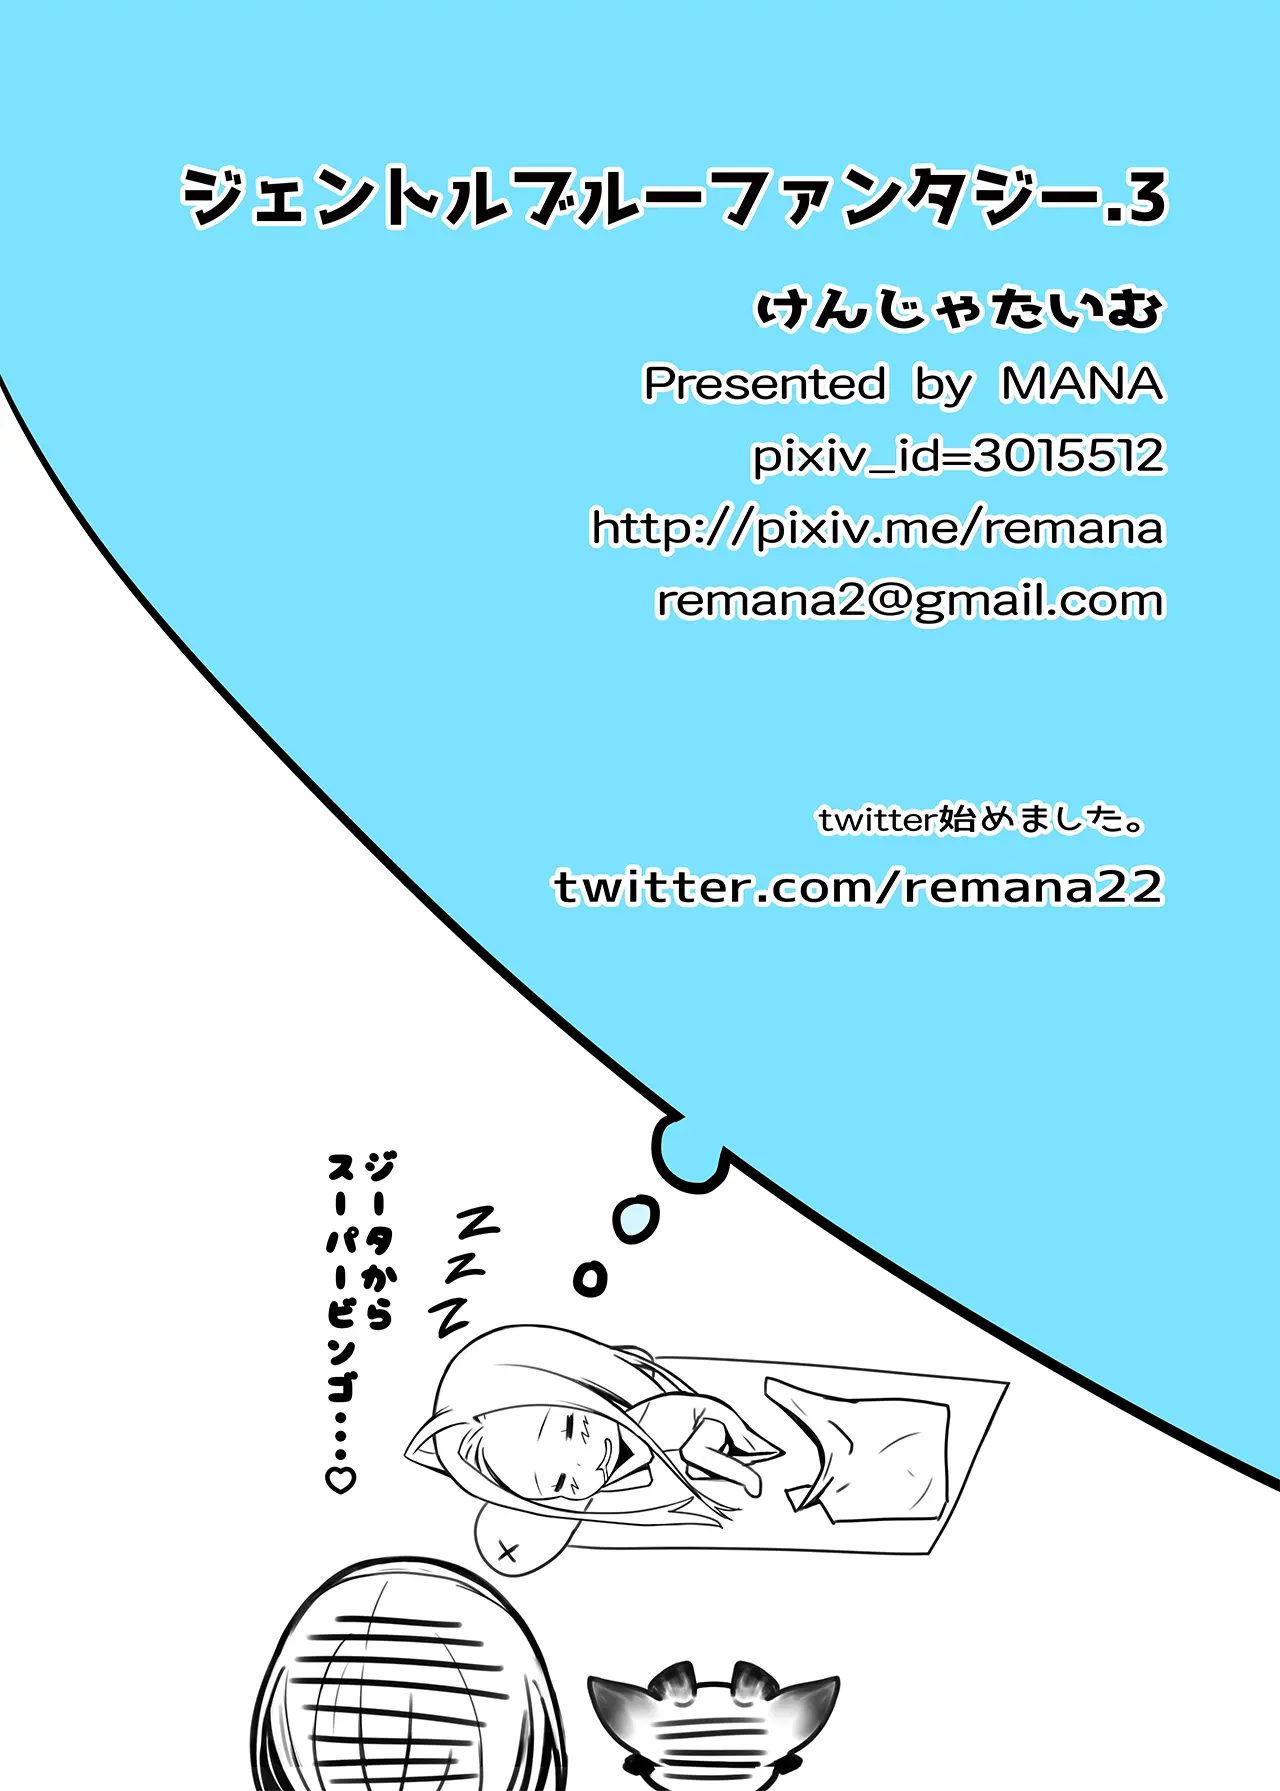 ジェントルブルーファンタジー.3
けんじゃたいむ
Presented by MANA
pixiv_id=3015512
http://pixiv.me/remana
remana2@gmail.com
twitter始めました。
twitter.com/remana22
ジータから
スーパービンゴ……♡
Z
Z
Z